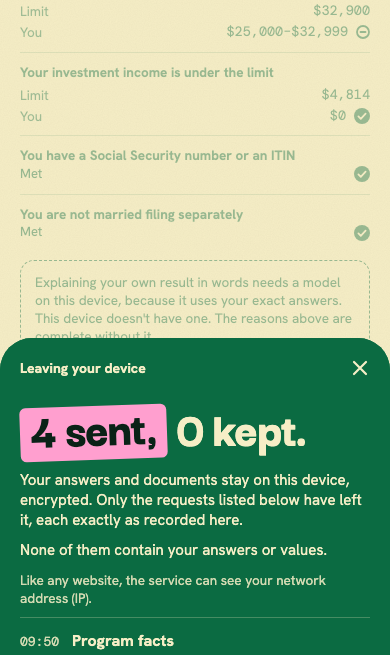 Limit $32,900
You $25,000–$32,999
Your investment income is under the limit
Limit $4,814
You $0
You have a Social Security number or an ITIN
Met
You are not married filing separately
Met
Explaining your own result in words needs a model
on this device, because it uses your exact answers.
This device doesn't have one. The reasons above are
complete without it.
Leaving your device
4 sent, 0 kept.
Your answers and documents stay on this device,
encrypted. Only the requests listed below have left
it, each exactly as recorded here.
None of them contain your answers or values.
Like any website, the service can see your network
address (IP).
09:50 Program facts